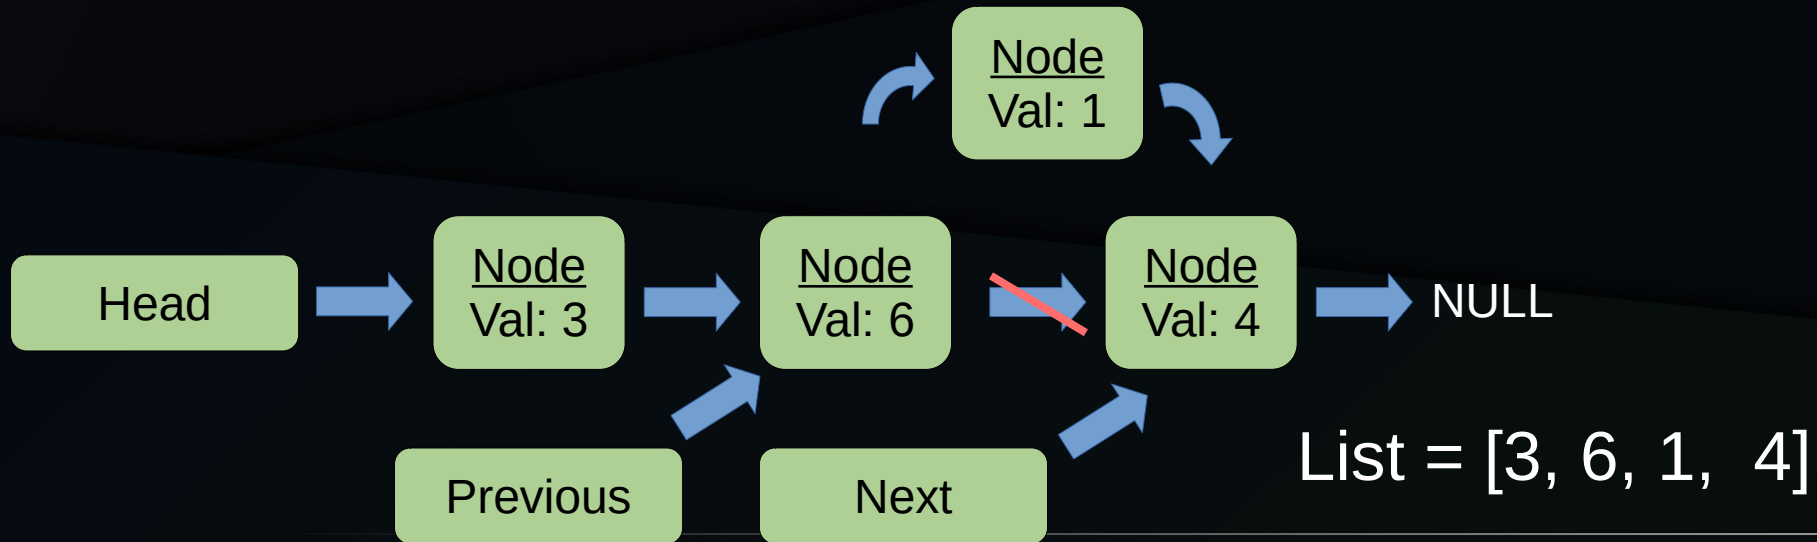 Node
Val: 1
Head
Node
Val: 3
Node
Val: 6
Node
Val: 4
NULL
Previous
Next
List = [3, 6, 1,  4]